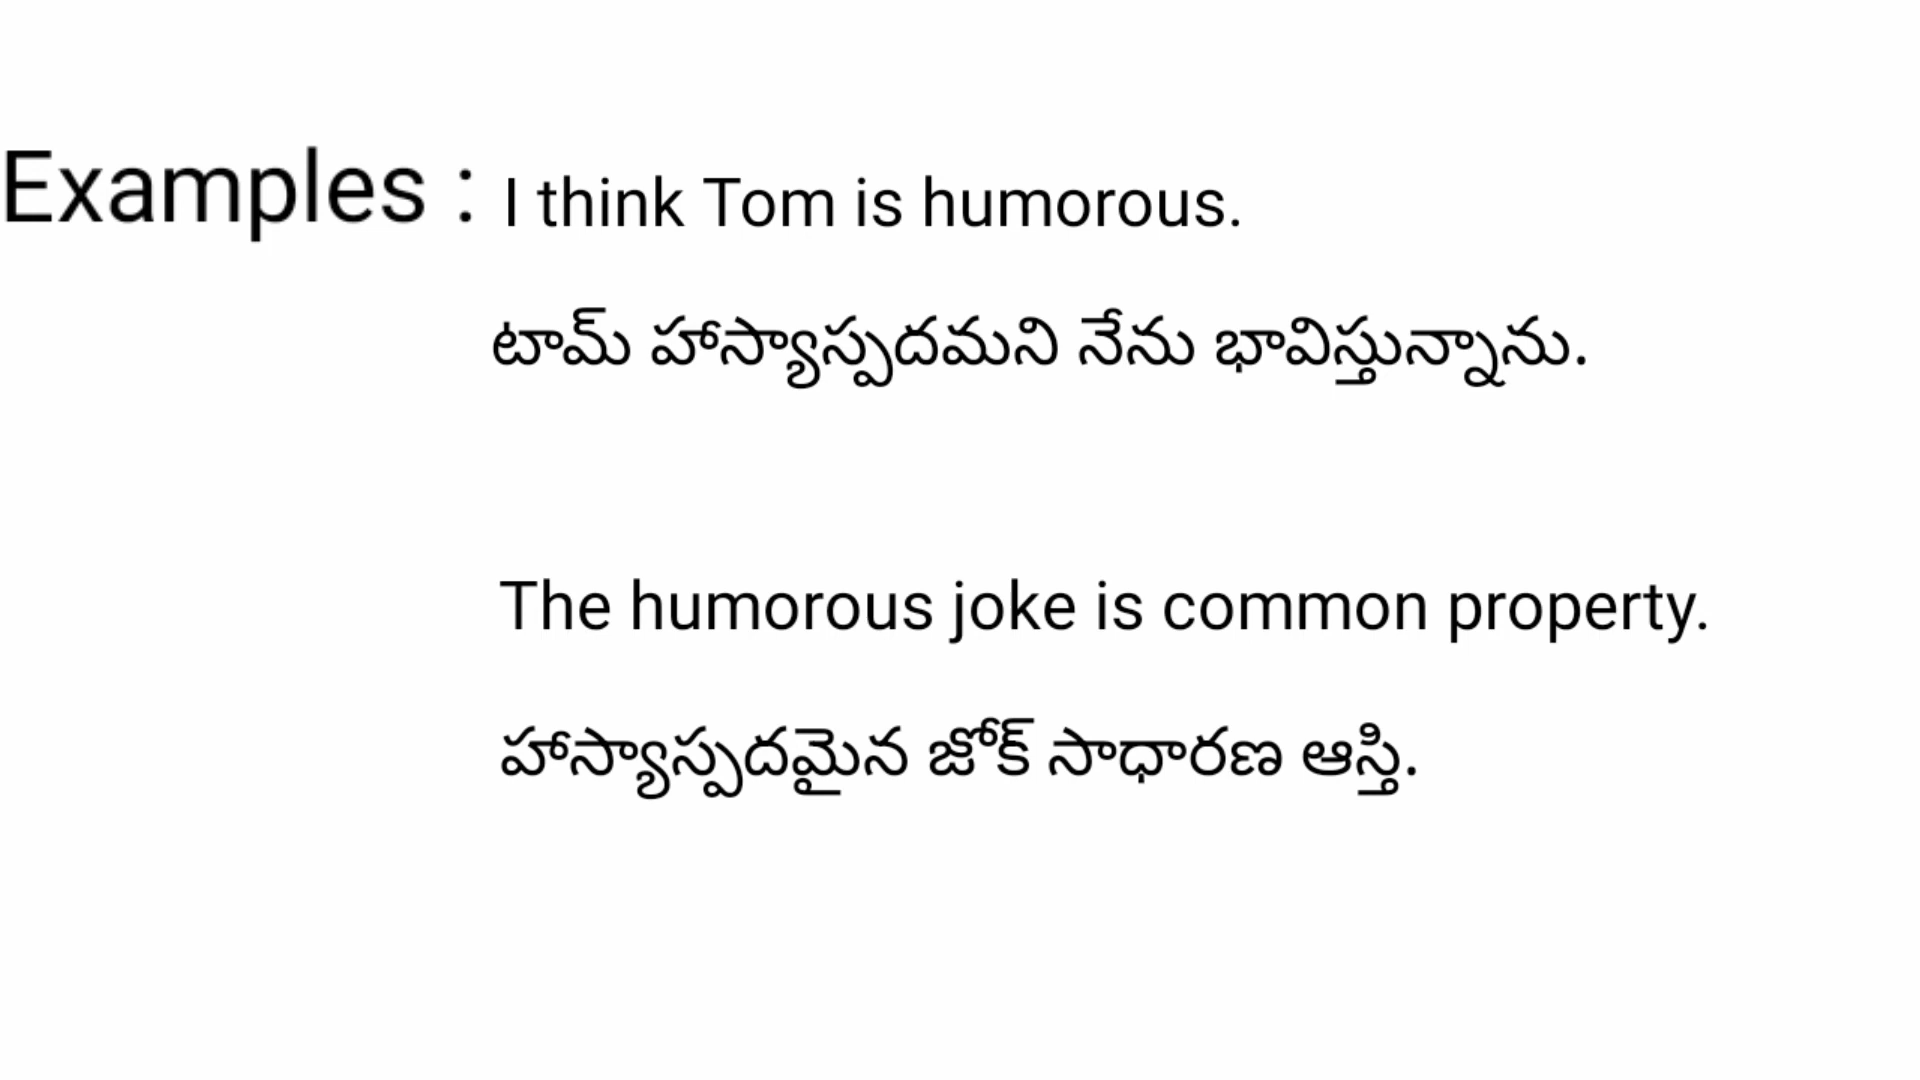 Examples : I think Tom is humorous.
టామ్ హాస్యాస్పదమని నేను భావిస్తున్నాను.
The humorous joke is common property.
హాస్యాస్పదమైన జోక్ సాధారణ ఆస్తి.